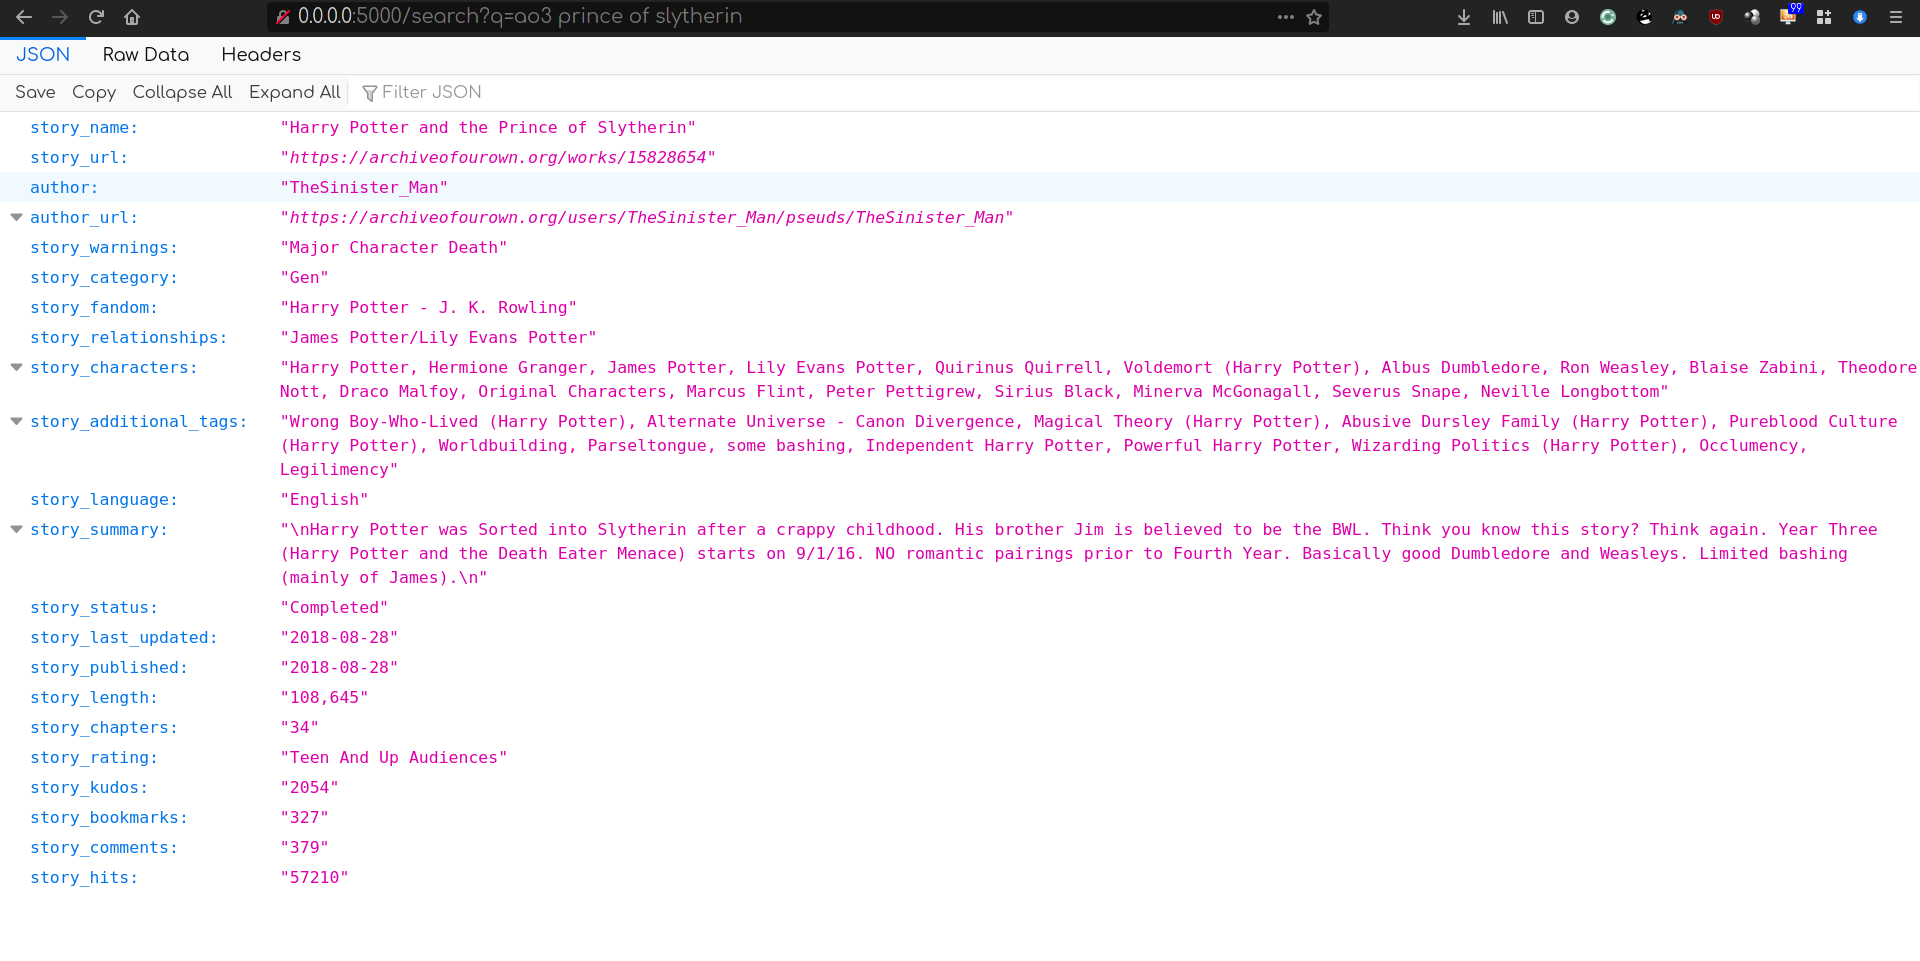 0.0.0.0:5000/search?q=ao3 prince of slytherin
99
JSON Raw Data Headers
Save Copy Collapse All Expand All Filter JSON
story_name: "Harry Potter and the Prince of Slytherin"
story_url: "https://archiveofourown.org/works/15828654"
author: "TheSinister_Man"
author_url: "https://archiveofourown.org/users/TheSinister_Man/pseuds/TheSinister_Man"
story_warnings: "Major Character Death"
story_category: "Gen"
story_fandom: "Harry Potter - J. K. Rowling"
story_relationships: "James Potter/Lily Evans Potter"
story_characters: "Harry Potter, Hermione Granger, James Potter, Lily Evans Potter, Quirinus Quirrell, Voldemort (Harry Potter), Albus Dumbledore, Ron Weasley, Blaise Zabini, Theodore
Nott, Draco Malfoy, Original Characters, Marcus Flint, Peter Pettigrew, Sirius Black, Minerva McGonagall, Severus Snape, Neville Longbottom"
story_additional_tags: "Wrong Boy-Who-Lived (Harry Potter), Alternate Universe - Canon Divergence, Magical Theory (Harry Potter), Abusive Dursley Family (Harry Potter), Pureblood Culture
(Harry Potter), Worldbuilding, Parseltongue, some bashing, Independent Harry Potter, Powerful Harry Potter, Wizarding Politics (Harry Potter), Occlumency,
Legilimency"
story_language: "English"
story_summary: "\nHarry Potter was Sorted into Slytherin after a crappy childhood. His brother Jim is believed to be the BWL. Think you know this story? Think again. Year Three
(Harry Potter and the Death Eater Menace) starts on 9/1/16. NO romantic pairings prior to Fourth Year. Basically good Dumbledore and Weasleys. Limited bashing
(mainly of James).\n"
story_status: "Completed"
story_last_updated: "2018-08-28"
story_published: "2018-08-28"
story_length: "108,645"
story_chapters: "34"
story_rating: "Teen And Up Audiences"
story_kudos: "2054"
story_bookmarks: "327"
story_comments: "379"
story_hits: "57210"